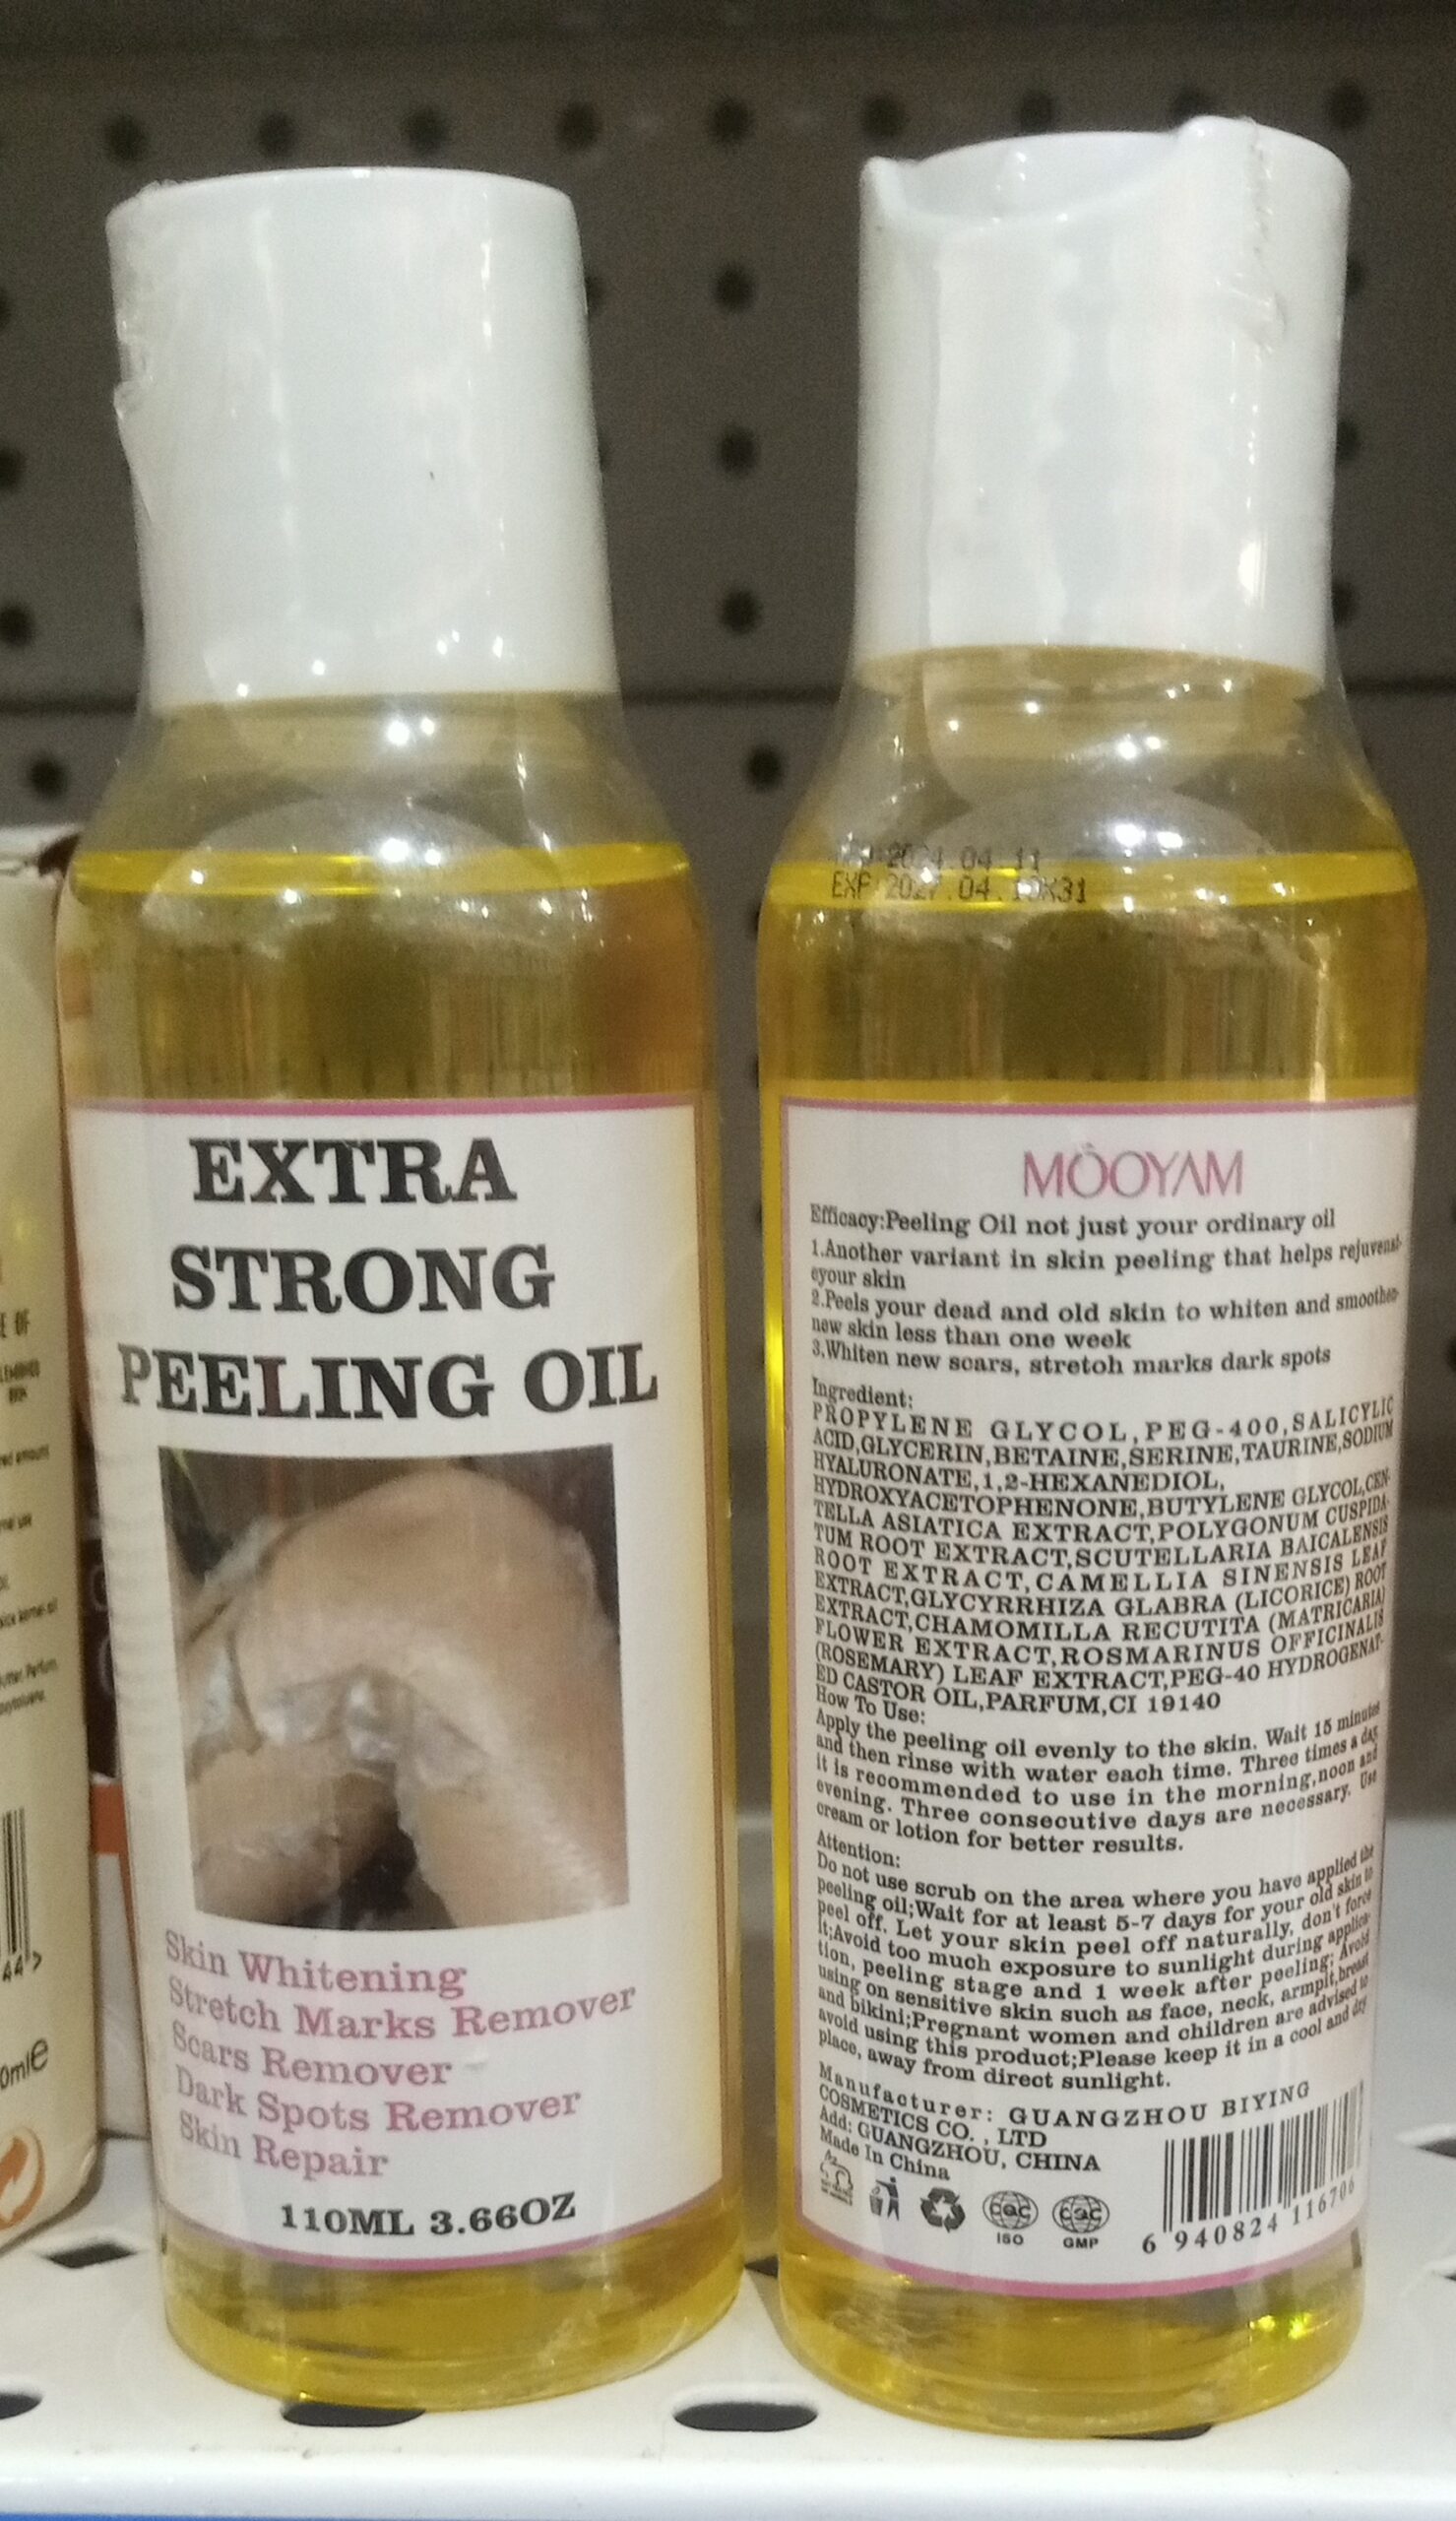 EXTRA
STRONG
PEELING OIL
Skin Whitening
Stretch Marks Remover
Scars Remover
Dark Spots Remover
Skin Repair
110ML 3.66OZ
2024.04.11
EXP 2027.04.10X31
MOOYAM
Efficacy:Peeling Oil not just your ordinary oil
1.Another variant in skin peeling that helps rejuvenat-
eyour skin
2.Peels your dead and old skin to whiten and smoothen
new skin less than one week
3.Whiten new scars, stretch marks dark spots
Ingredient:
PROPYLENE GLYCOL,PEG-400,SALICYLIC
ACID,GLYCERIN,BETAINE,SERINE,TAURINE,SODIUM
HYALURONATE,1,2-HEXANEDIOL,
HYDROXYACETOPHENONE,BUTYLENE GLYCOL,CEN-
TELLA ASIATICA EXTRACT,POLYGONUM CUSPIDA-
TUM ROOT EXTRACT,SCUTELLARIA BAICALENSIS
ROOT EXTRACT,CAMELLIA SINENSIS LEAF
EXTRACT,GLYCYRRHIZA GLABRA (LICORICE) ROOT
EXTRACT,CHAMOMILLA RECUTITA (MATRICARIA)
FLOWER EXTRACT,ROSMARINUS OFFICINALIS
(ROSEMARY) LEAF EXTRACT,PEG-40 HYDROGENAT-
ED CASTOR OIL,PARFUM,CI 19140
How To Use:
Apply the peeling oil evenly to the skin. Wait 15 minutes
and then rinse with water each time. Three times a day
it is recommended to use in the morning,noon and
evening. Three consecutive days are necessary. Use
cream or lotion for better results.
Attention:
Do not use scrub on the area where you have applied the
peeling oil;Wait for at least 5-7 days for your old skin to
peel off. Let your skin peel off naturally, don't force
it;Avoid too much exposure to sunlight during applica-
tion, peeling stage and 1 week after peeling; Avoid
using on sensitive skin such as face, neck, armpit,breast
and bikini;Pregnant women and children are advised to
avoid using this product;Please keep it in a cool and dry
place, away from direct sunlight.
Manufacturer: GUANGZHOU BIYING
COSMETICS CO. , LTD
Add: GUANGZHOU, CHINA
Made In China
CQC
ISO
CQC
GMP
6 940824 116706